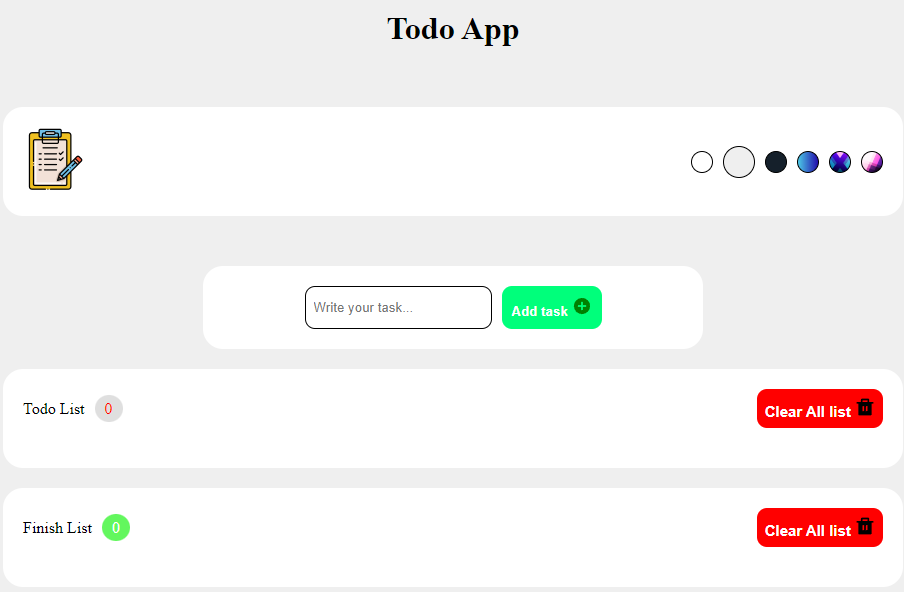 Todo App
Write your task...
Add task
Todo List 0
Clear All list
Finish List 0
Clear All list